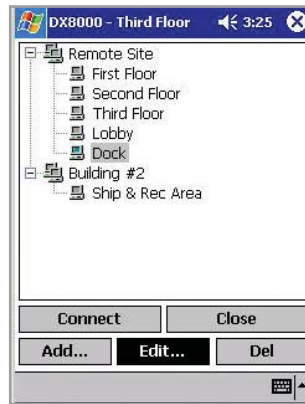 DX8000 - Third Floor 3:25
Remote Site
First Floor
Second Floor
Third Floor
Lobby
Dock
Building #2
Ship & Rec Area
Connect Close
Add... Edit... Del